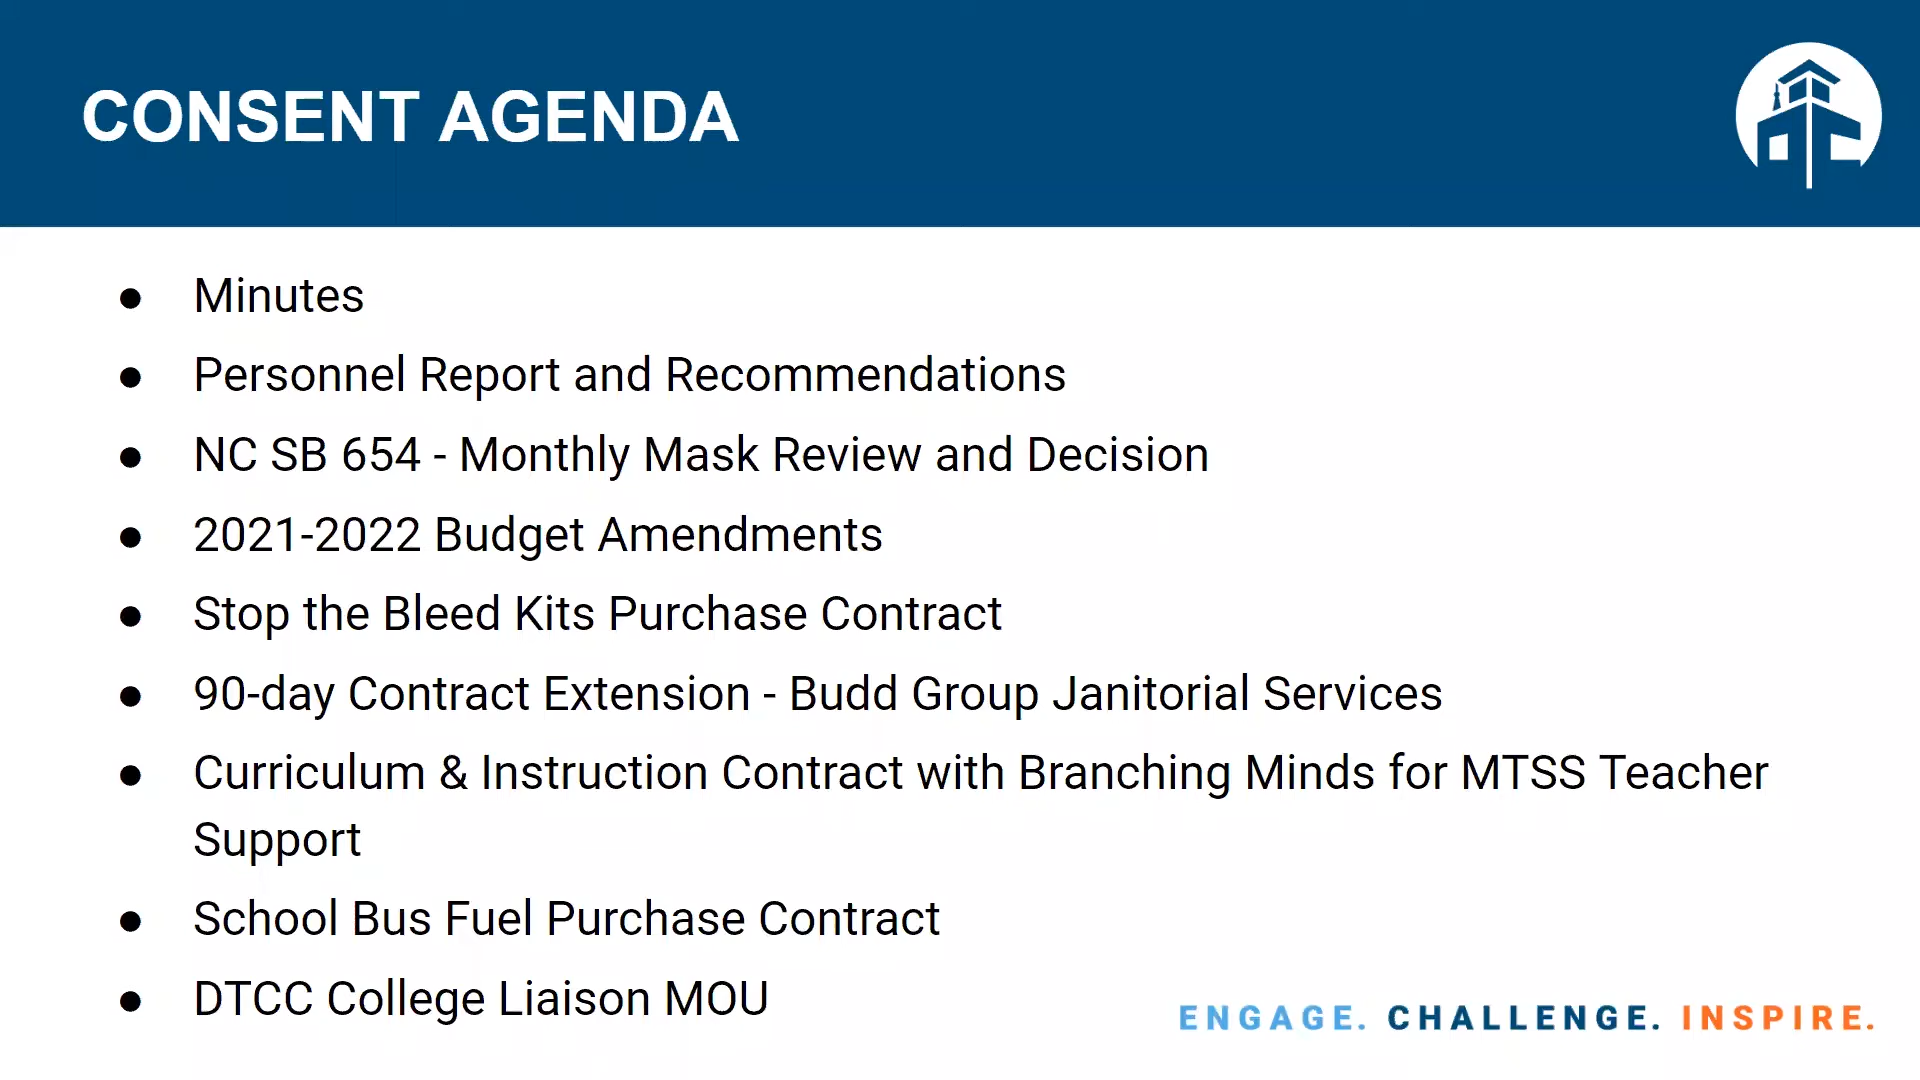 CONSENT AGENDA
● Minutes
● Personnel Report and Recommendations
● NC SB 654 - Monthly Mask Review and Decision
● 2021-2022 Budget Amendments
● Stop the Bleed Kits Purchase Contract
● 90-day Contract Extension - Budd Group Janitorial Services
● Curriculum & Instruction Contract with Branching Minds for MTSS Teacher
Support
● School Bus Fuel Purchase Contract
● DTCC College Liaison MOU
ENGAGE. CHALLENGE. INSPIRE.